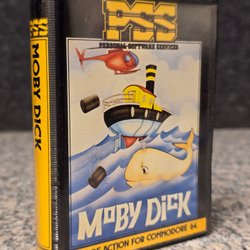 MOBY DICK
PSS
PERSONAL SOFTWARE SERVICES
MOBY DICK
ACTION FOR COMMODORE 64